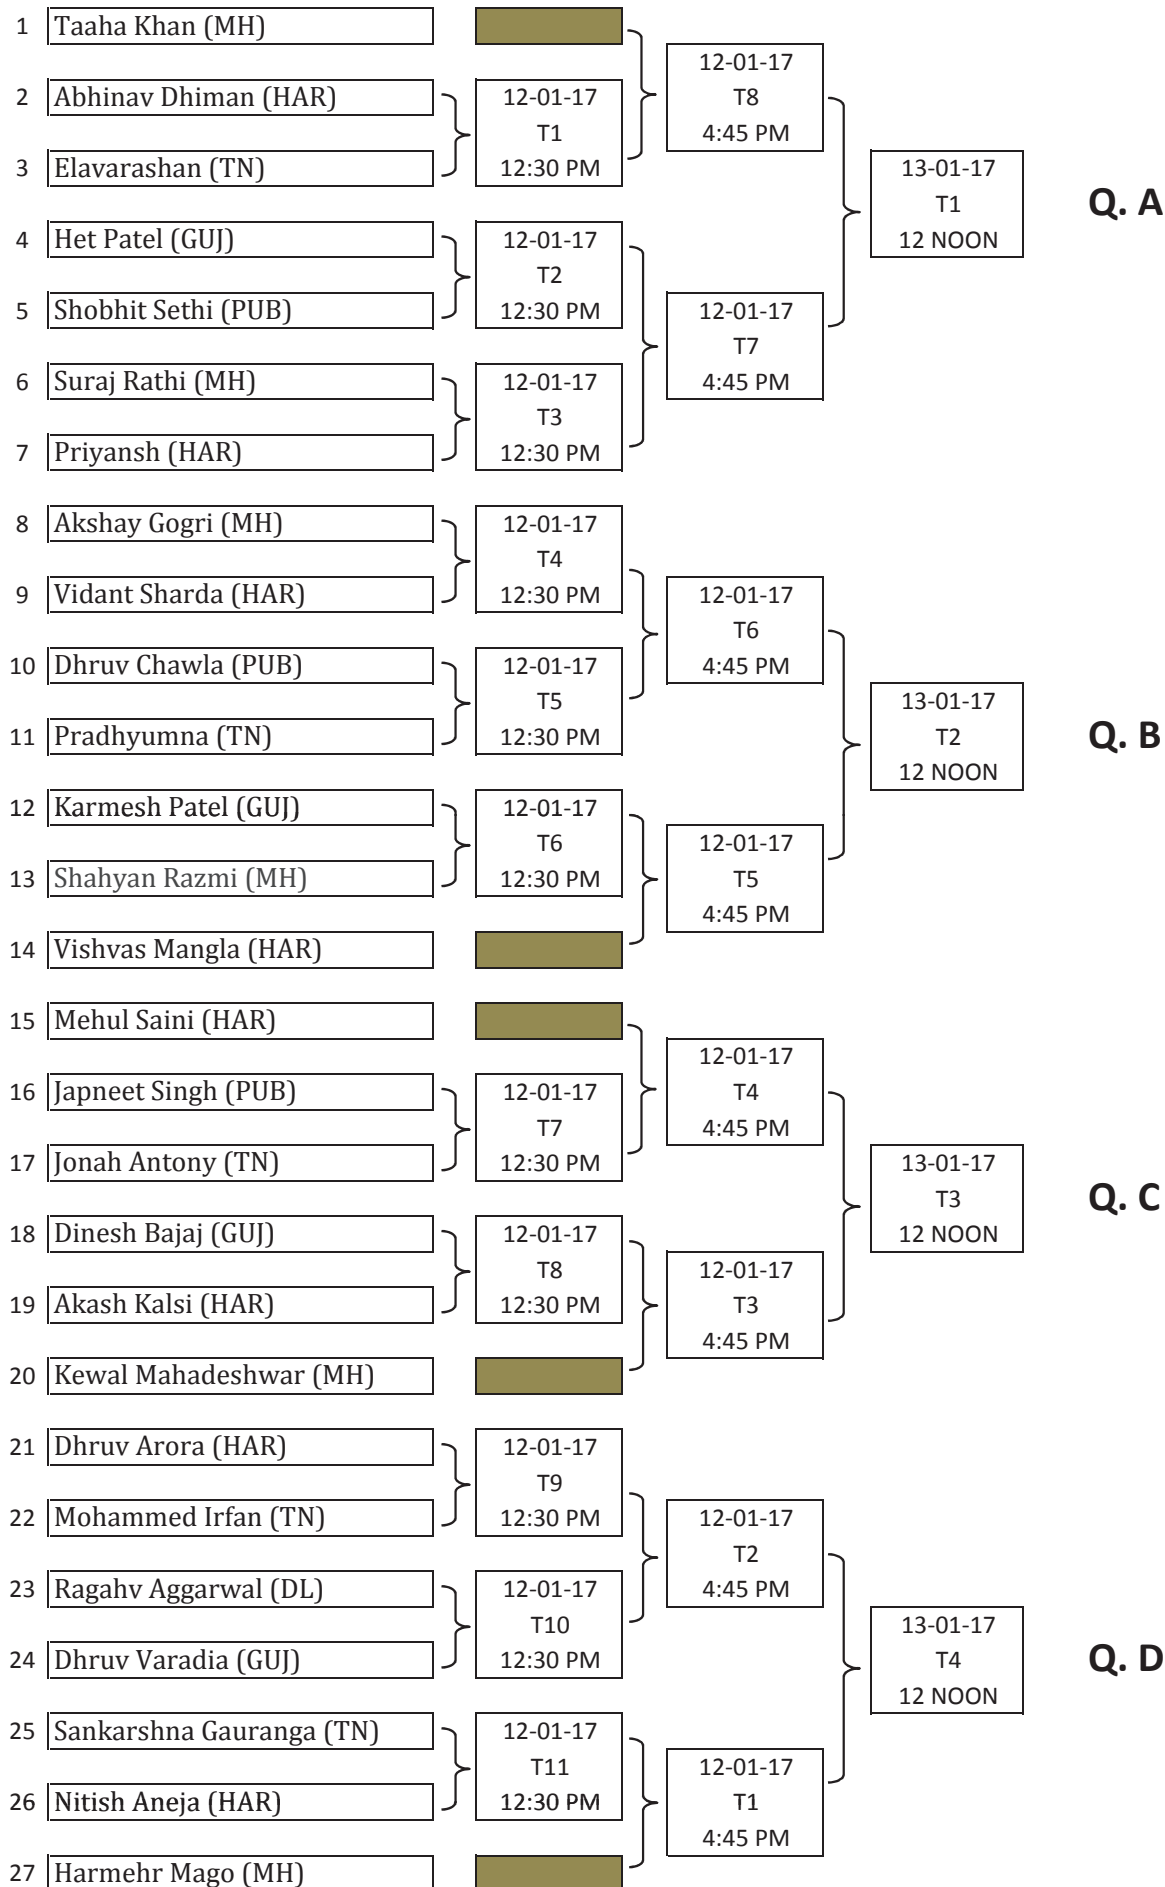 1 Taaha Khan (MH)
12-01-17
T8
4:45 PM
2 Abhinav Dhiman (HAR)
12-01-17
T1
12:30 PM
3 Elavarashan (TN)
13-01-17
T1
12 NOON
Q. A
4 Het Patel (GUJ)
12-01-17
T2
12:30 PM
5 Shobhit Sethi (PUB)
12-01-17
T7
4:45 PM
6 Suraj Rathi (MH)
12-01-17
T3
12:30 PM
7 Priyansh (HAR)
8 Akshay Gogri (MH)
12-01-17
T4
12:30 PM
9 Vidant Sharda (HAR)
12-01-17
T6
4:45 PM
10 Dhruv Chawla (PUB)
12-01-17
T5
12:30 PM
11 Pradhyumna (TN)
13-01-17
T2
12 NOON
Q. B
12 Karmesh Patel (GUJ)
12-01-17
T6
12:30 PM
13 Shahyan Razmi (MH)
12-01-17
T5
4:45 PM
14 Vishvas Mangla (HAR)
15 Mehul Saini (HAR)
12-01-17
T4
4:45 PM
16 Japneet Singh (PUB)
12-01-17
T7
12:30 PM
17 Jonah Antony (TN)
13-01-17
T3
12 NOON
Q. C
18 Dinesh Bajaj (GUJ)
12-01-17
T8
12:30 PM
19 Akash Kalsi (HAR)
12-01-17
T3
4:45 PM
20 Kewal Mahadeshwar (MH)
21 Dhruv Arora (HAR)
12-01-17
T9
12:30 PM
22 Mohammed Irfan (TN)
12-01-17
T2
4:45 PM
23 Ragahv Aggarwal (DL)
12-01-17
T10
12:30 PM
24 Dhruv Varadia (GUJ)
13-01-17
T4
12 NOON
Q. D
25 Sankarshna Gauranga (TN)
12-01-17
T11
12:30 PM
26 Nitish Aneja (HAR)
12-01-17
T1
4:45 PM
27 Harmehr Mago (MH)